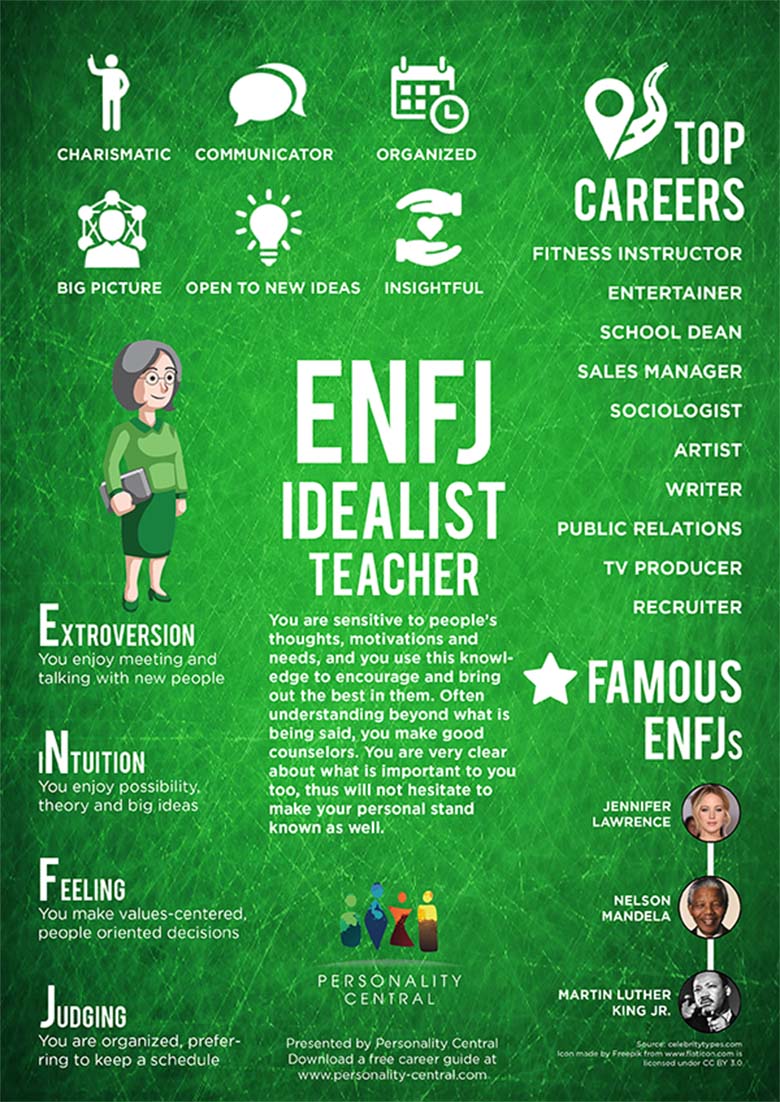 CHARISMATIC
COMMUNICATOR
ORGANIZED
BIG PICTURE
OPEN TO NEW IDEAS
INSIGHTFUL
TOP
CAREERS
FITNESS INSTRUCTOR
ENTERTAINER
SCHOOL DEAN
SALES MANAGER
SOCIOLOGIST
ARTIST
WRITER
PUBLIC RELATIONS
TV PRODUCER
RECRUITER
ENFJ
IDEALIST
TEACHER
You are sensitive to people's
thoughts, motivations and
needs, and you use this knowl-
edge to encourage and bring
out the best in them. Often
understanding beyond what is
being said, you make good
counselors. You are very clear
about what is important to you
too, thus will not hesitate to
make your personal stand
known as well.
EXTROVERSION
You enjoy meeting and
talking with new people
iNTUITION
You enjoy possibility,
theory and big ideas
FEELING
You make values-centered,
people oriented decisions
JUDGING
You are organized, prefer-
ring to keep a schedule
FAMOUS
ENFJs
JENNIFER
LAWRENCE
NELSON
MANDELA
MARTIN LUTHER
KING JR.
PERSONALITY
CENTRAL
Presented by Personality Central
Download a free career guide at
www.personality-central.com
Source: celebritytypes.com
Icon made by Freepik from www.flaticon.com is
licensed under CC BY 3.0